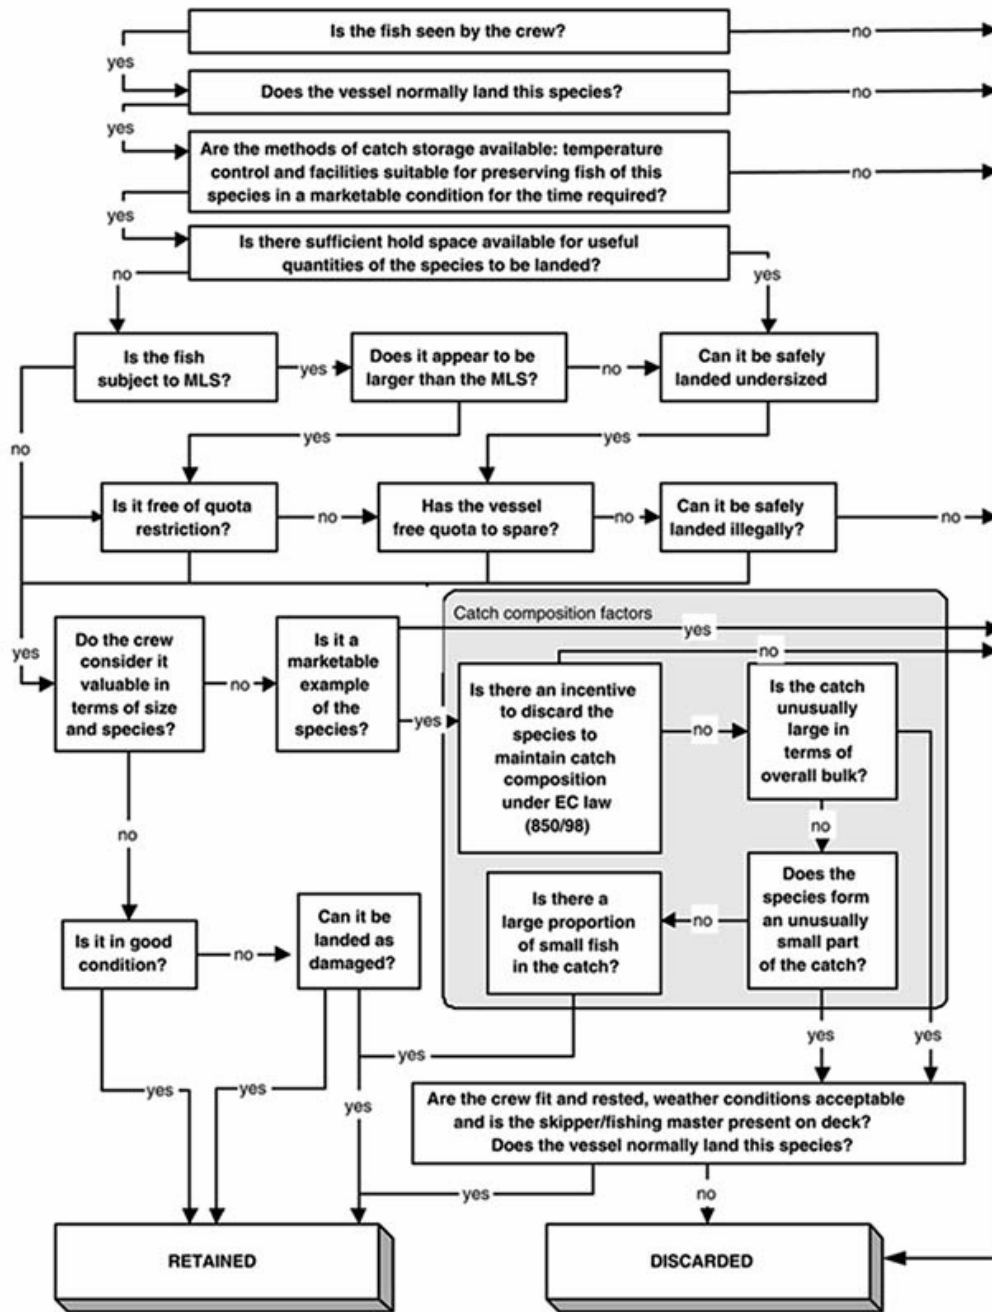 Is the fish seen by the crew?
no
yes
Does the vessel normally land this species?
no
yes
Are the methods of catch storage available: temperature
control and facilities suitable for preserving fish of this
species in a marketable condition for the time required?
no
yes
Is there sufficient hold space available for useful
quantities of the species to be landed?
no
yes
Is the fish
subject to MLS?
yes
Does it appear to be
larger than the MLS?
no
Can it be safely
landed undersized
no
yes
yes
Is it free of quota
restriction?
no
Has the vessel
free quota to spare?
no
Can it be safely
landed illegally?
no
Catch composition factors
yes
no
yes
Do the crew
consider it
valuable in
terms of size
and species?
no
Is it a
marketable
example
of the
species?
yes
Is there an incentive
to discard the
species to
maintain catch
composition
under EC law
(850/98)
no
Is the catch
unusually
large in
terms of
overall bulk?
no
no
Does the
species form
an unusually
small part
of the catch?
no
Is there a
large proportion
of small fish
in the catch?
Is it in good
condition?
no
Can it be
landed as
damaged?
yes
yes
yes
yes
yes
yes
Are the crew fit and rested, weather conditions acceptable
and is the skipper/fishing master present on deck?
Does the vessel normally land this species?
yes
no
RETAINED
DISCARDED